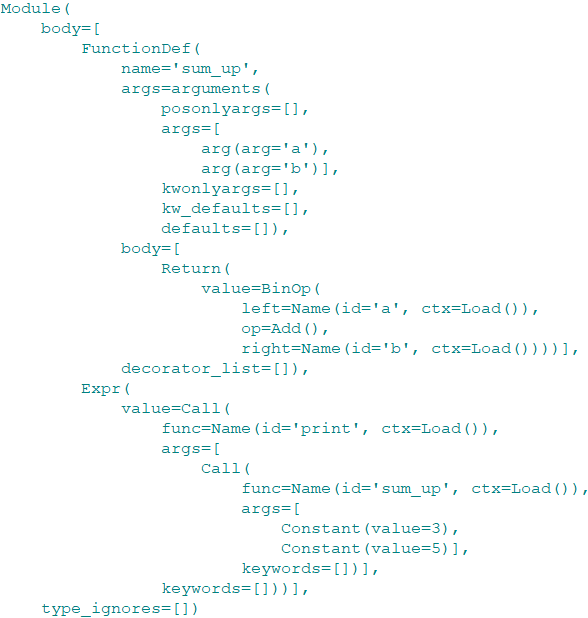 Module(
    body=[
        FunctionDef(
            name='sum_up',
            args=arguments(
                posonlyargs=[],
                args=[
                    arg(arg='a'),
                    arg(arg='b')],
                kwonlyargs=[],
                kw_defaults=[],
                defaults=[]),
            body=[
                Return(
                    value=BinOp(
                        left=Name(id='a', ctx=Load()),
                        op=Add(),
                        right=Name(id='b', ctx=Load())))],
            decorator_list=[]),
        Expr(
            value=Call(
                func=Name(id='print', ctx=Load()),
                args=[
                    Call(
                        func=Name(id='sum_up', ctx=Load()),
                        args=[
                            Constant(value=3),
                            Constant(value=5)],
                        keywords=[])],
                keywords=[]))],
    type_ignores=[])